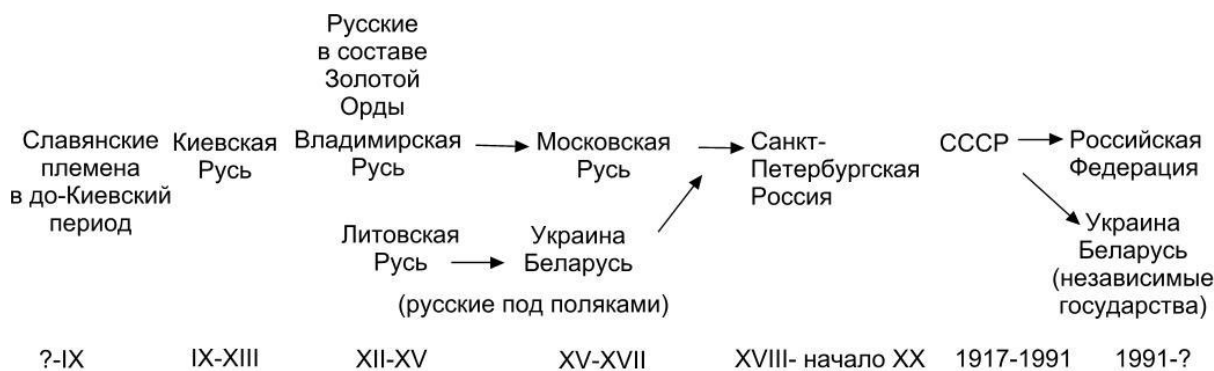 Русские
в составе
Золотой
Орды
Славянские
племена
в до-Киевский
период
Киевская
Русь
Владимирская
Русь
Московская
Русь
Санкт-
Петербургская
Россия
СССР
Российская
Федерация
Литовская
Русь
Украина
Беларусь
(русские под поляками)
Украина
Беларусь
(независимые
государства)
?-IX
IX-XIII
XII-XV
XV-XVII
XVIII- начало XX
1917-1991
1991-?